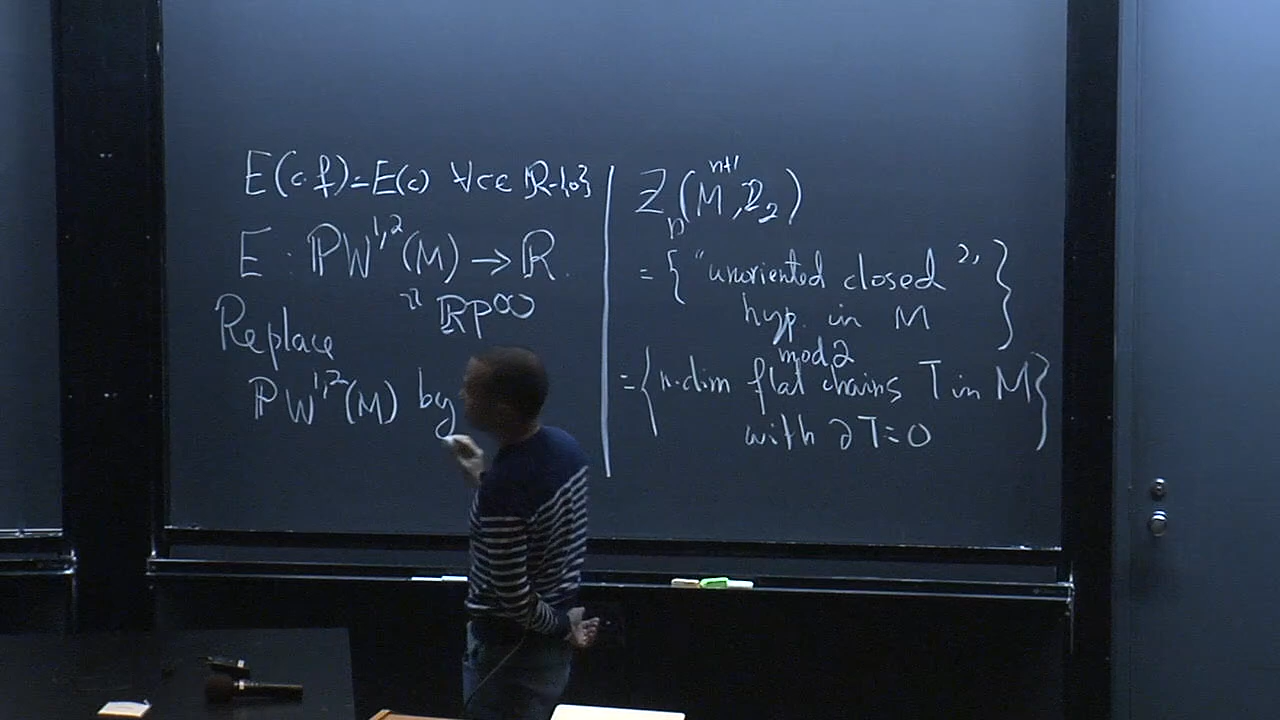 E(c·f)=E(c) ∀c∈ ℝ-{0}
E : ℙW^{1,2}(M) → ℝ.
" ℝP^∞
Replace
ℙW^{1,2}(M) by
Z_n(M^{n+1}, ℤ_2)
= { "unoriented closed" }
hyp. in M
mod 2
= { n-dim flat chains T in M }
with ∂T=0